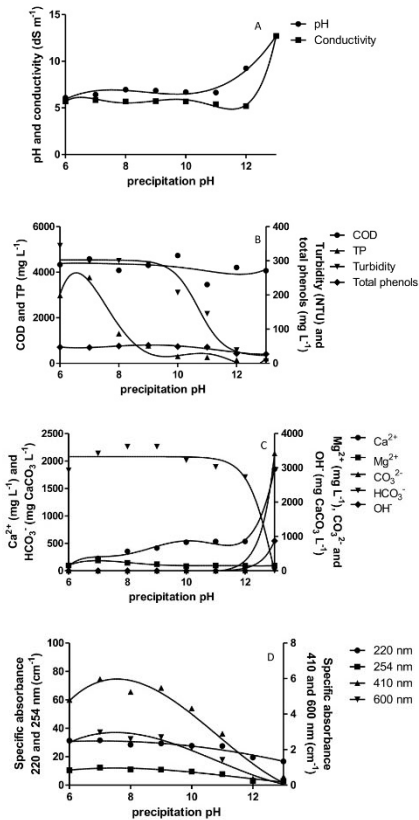 A
pH
Conductivity
pH and conductivity (dS m⁻¹)
15
10
5
0
6 8 10 12
precipitation pH
B
COD
TP
Turbidity
Total phenols
COD and TP (mg L⁻¹)
6000
4000
2000
0
Turbidity (NTU) and
total phenols (mg L⁻¹)
400
300
200
100
0
6 8 10 12
precipitation pH
C
Ca²⁺
Mg²⁺
CO₃²⁻
HCO₃⁻
OH⁻
Ca²⁺ (mg L⁻¹) and
HCO₃⁻ (mg CaCO₃ L⁻¹)
2500
2000
1500
1000
500
0
Mg²⁺ (mg L⁻¹), CO₃²⁻ and
OH⁻ (mg CaCO₃ L⁻¹)
4000
3000
2000
1000
0
6 8 10 12
precipitation pH
D
220 nm
254 nm
410 nm
600 nm
Specific absorbance
220 and 254 nm (cm⁻¹)
100
80
60
40
20
0
Specific absorbance
410 and 600 nm (cm⁻¹)
8
6
4
2
0
6 8 10 12
precipitation pH